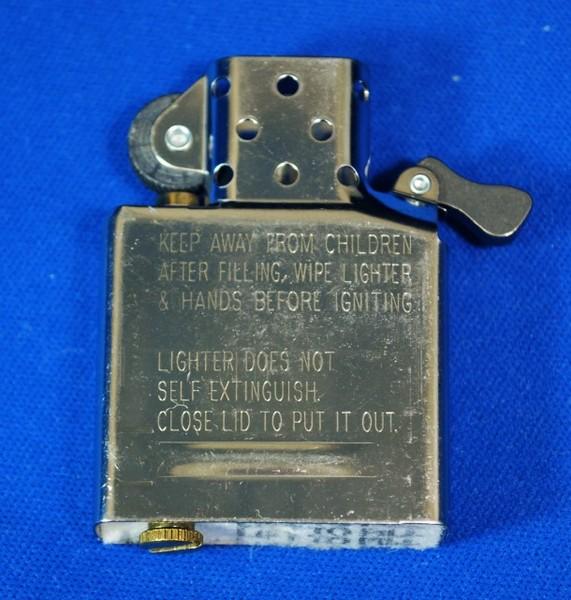 KEEP AWAY FROM CHILDREN
AFTER FILLING, WIPE LIGHTER
& HANDS BEFORE IGNITING
LIGHTER DOES NOT
SELF EXTINGUISH.
CLOSE LID TO PUT IT OUT.